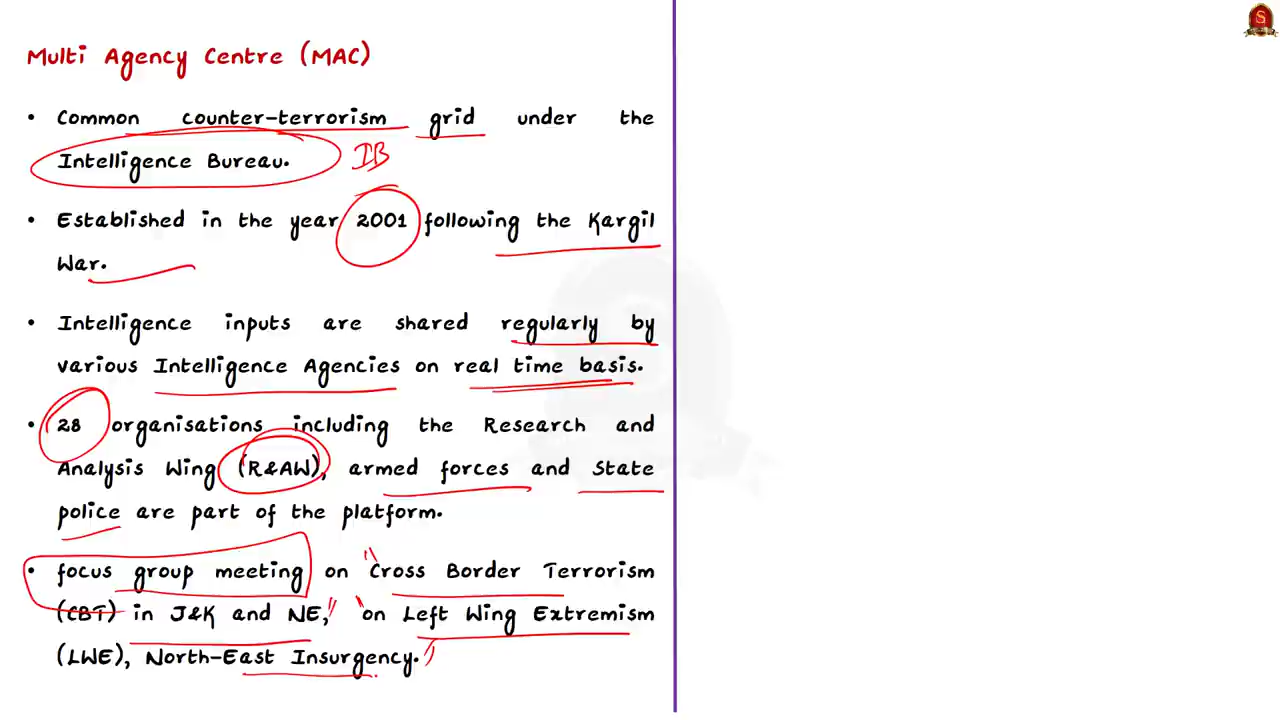 Multi Agency Centre (MAC)
• Common counter-terrorism grid under the
Intelligence Bureau. IB
• Established in the year 2001 following the Kargil
War.
• Intelligence inputs are shared regularly by
various Intelligence Agencies on real time basis.
• 28 organisations including the Research and
Analysis Wing (R&AW), armed forces and State
police are part of the platform.
• focus group meeting on "Cross Border Terrorism
(CBT) in J&K and NE," "on Left Wing Extremism
(LWE), North-East Insurgency."